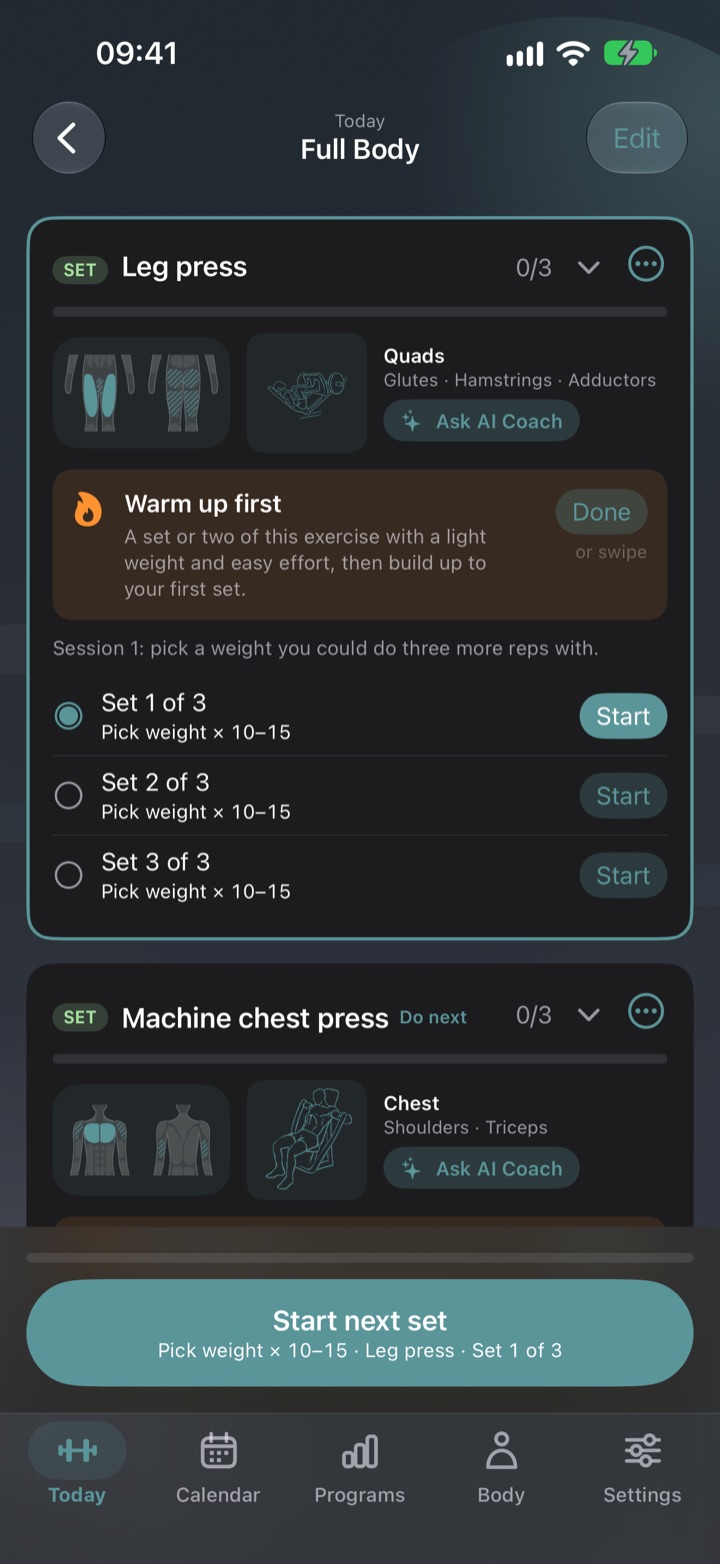 09:41
Today
Full Body
Edit
SET Leg press 0/3
Quads
Glutes · Hamstrings · Adductors
Ask AI Coach
Warm up first
Done
A set or two of this exercise with a light
weight and easy effort, then build up to
your first set.
or swipe
Session 1: pick a weight you could do three more reps with.
Set 1 of 3
Pick weight × 10–15
Start
Set 2 of 3
Pick weight × 10–15
Start
Set 3 of 3
Pick weight × 10–15
Start
SET Machine chest press Do next 0/3
Chest
Shoulders · Triceps
Ask AI Coach
Start next set
Pick weight × 10–15 · Leg press · Set 1 of 3
Today Calendar Programs Body Settings